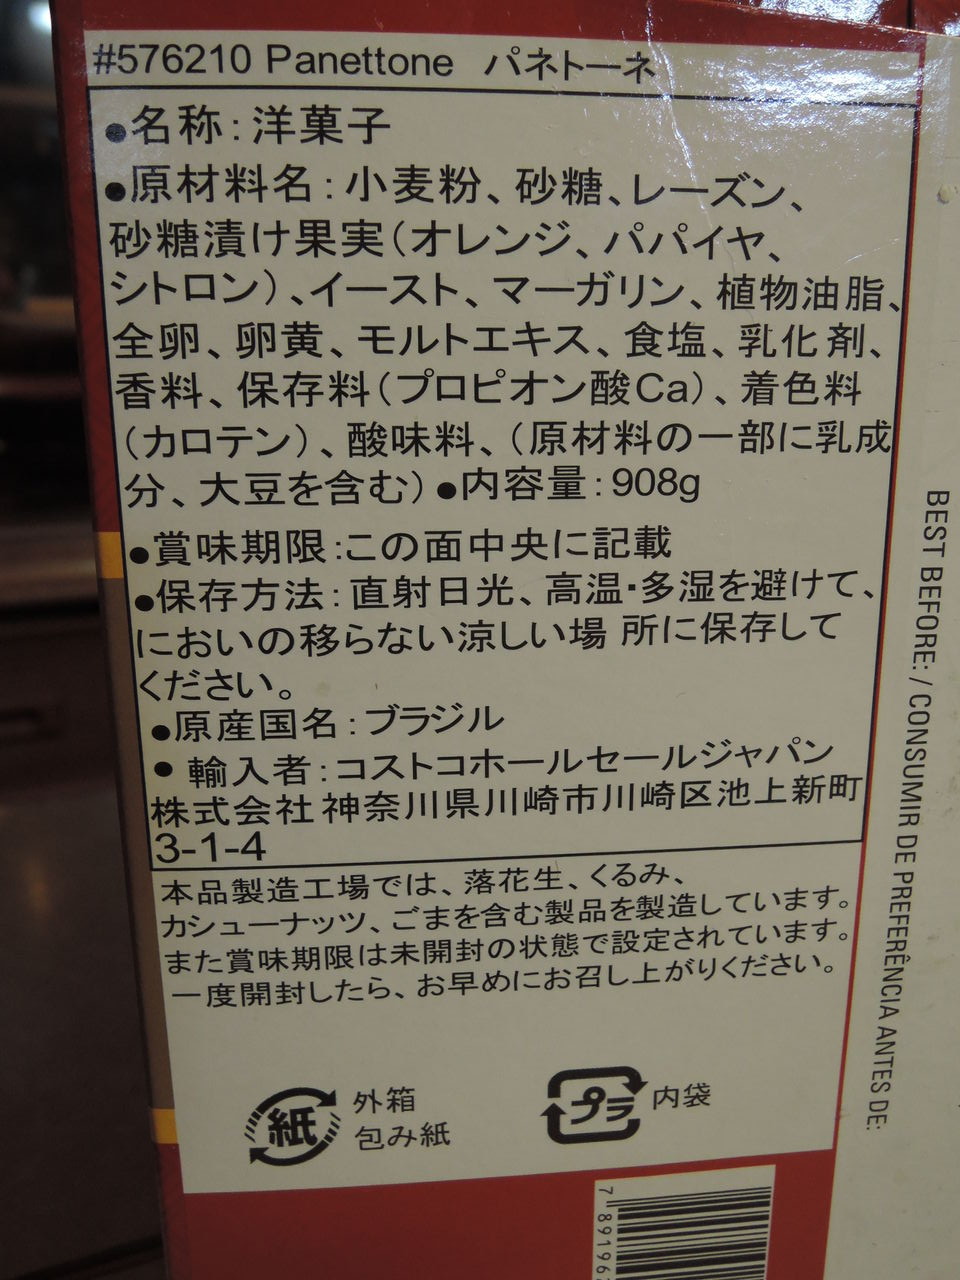 #576210 Panettone パネトーネ
●名称:洋菓子
●原材料名:小麦粉、砂糖、レーズン、
砂糖漬け果実(オレンジ、パパイヤ、
シトロン)、イースト、マーガリン、植物油脂、
全卵、卵黄、モルトエキス、食塩、乳化剤、
香料、保存料(プロピオン酸Ca)、着色料
(カロテン)、酸味料、(原材料の一部に乳成
分、大豆を含む)●内容量:908g
●賞味期限:この面中央に記載
●保存方法:直射日光、高温・多湿を避けて、
においの移らない涼しい場 所に保存して
ください。
●原産国名:ブラジル
● 輸入者:コストコホールセールジャパン
株式会社 神奈川県川崎市川崎区池上新町
3-1-4
本品製造工場では、落花生、くるみ、
カシューナッツ、ごまを含む製品を製造しています。
また賞味期限は未開封の状態で設定されています。
一度開封したら、お早めにお召し上がりください。
紙 外箱
包み紙
プラ 内袋
BEST BEFORE: / CONSUMIR DE PREFERÊNCIA ANTES DE:
7 89196